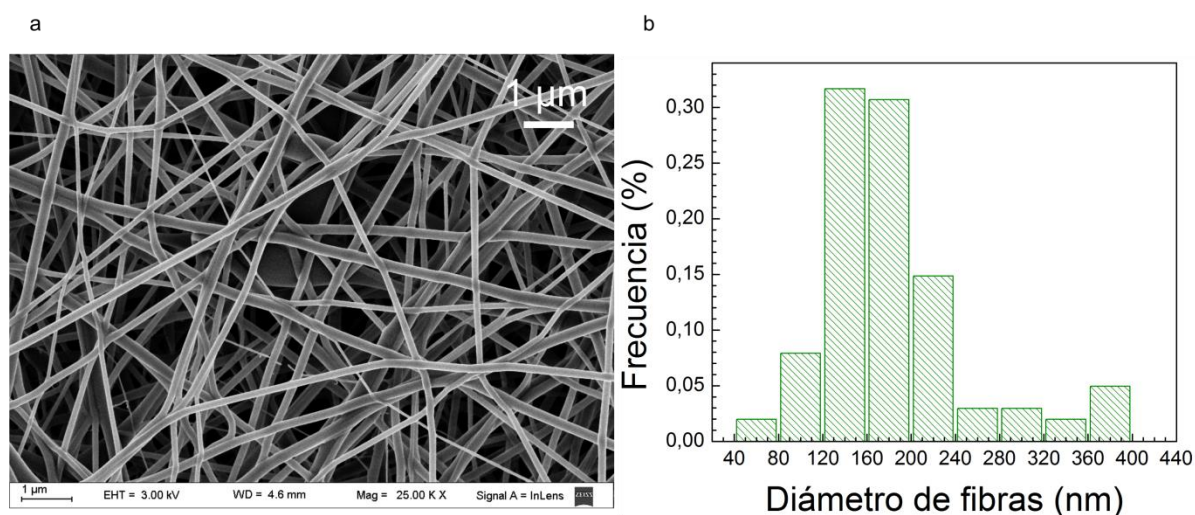 a
1 µm
1 µm EHT = 3.00 kV WD = 4.6 mm Mag = 25.00 K X Signal A = InLens ZEISS
b
Frecuencia (%)
0,30
0,25
0,20
0,15
0,10
0,05
0,00
40 80 120 160 200 240 280 320 360 400 440
Diámetro de fibras (nm)